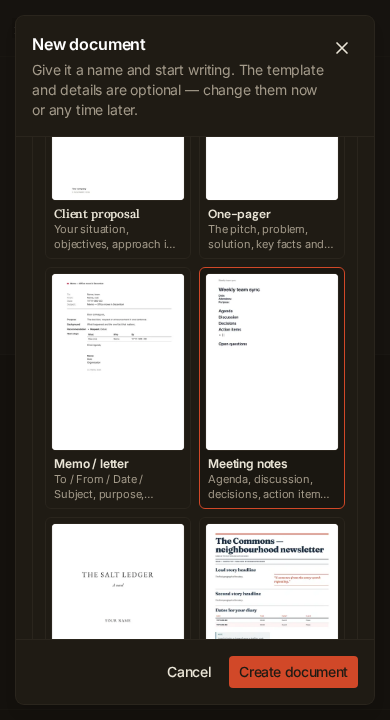 New document
Give it a name and start writing. The template
and details are optional — change them now
or any time later.
Client proposal
Your situation,
objectives, approach i...
One-pager
The pitch, problem,
solution, key facts and...
Weekly team sync
Agenda
Discussion
Decisions
Action items
Open questions
Memo / letter
To / From / Date /
Subject, purpose,...
Meeting notes
Agenda, discussion,
decisions, action item...
THE SALT LEDGER
A novel
YOUR NAME
The Commons —
neighbourhood newsletter
Lead story headline
Second story headline
Dates for your diary
Cancel
Create document